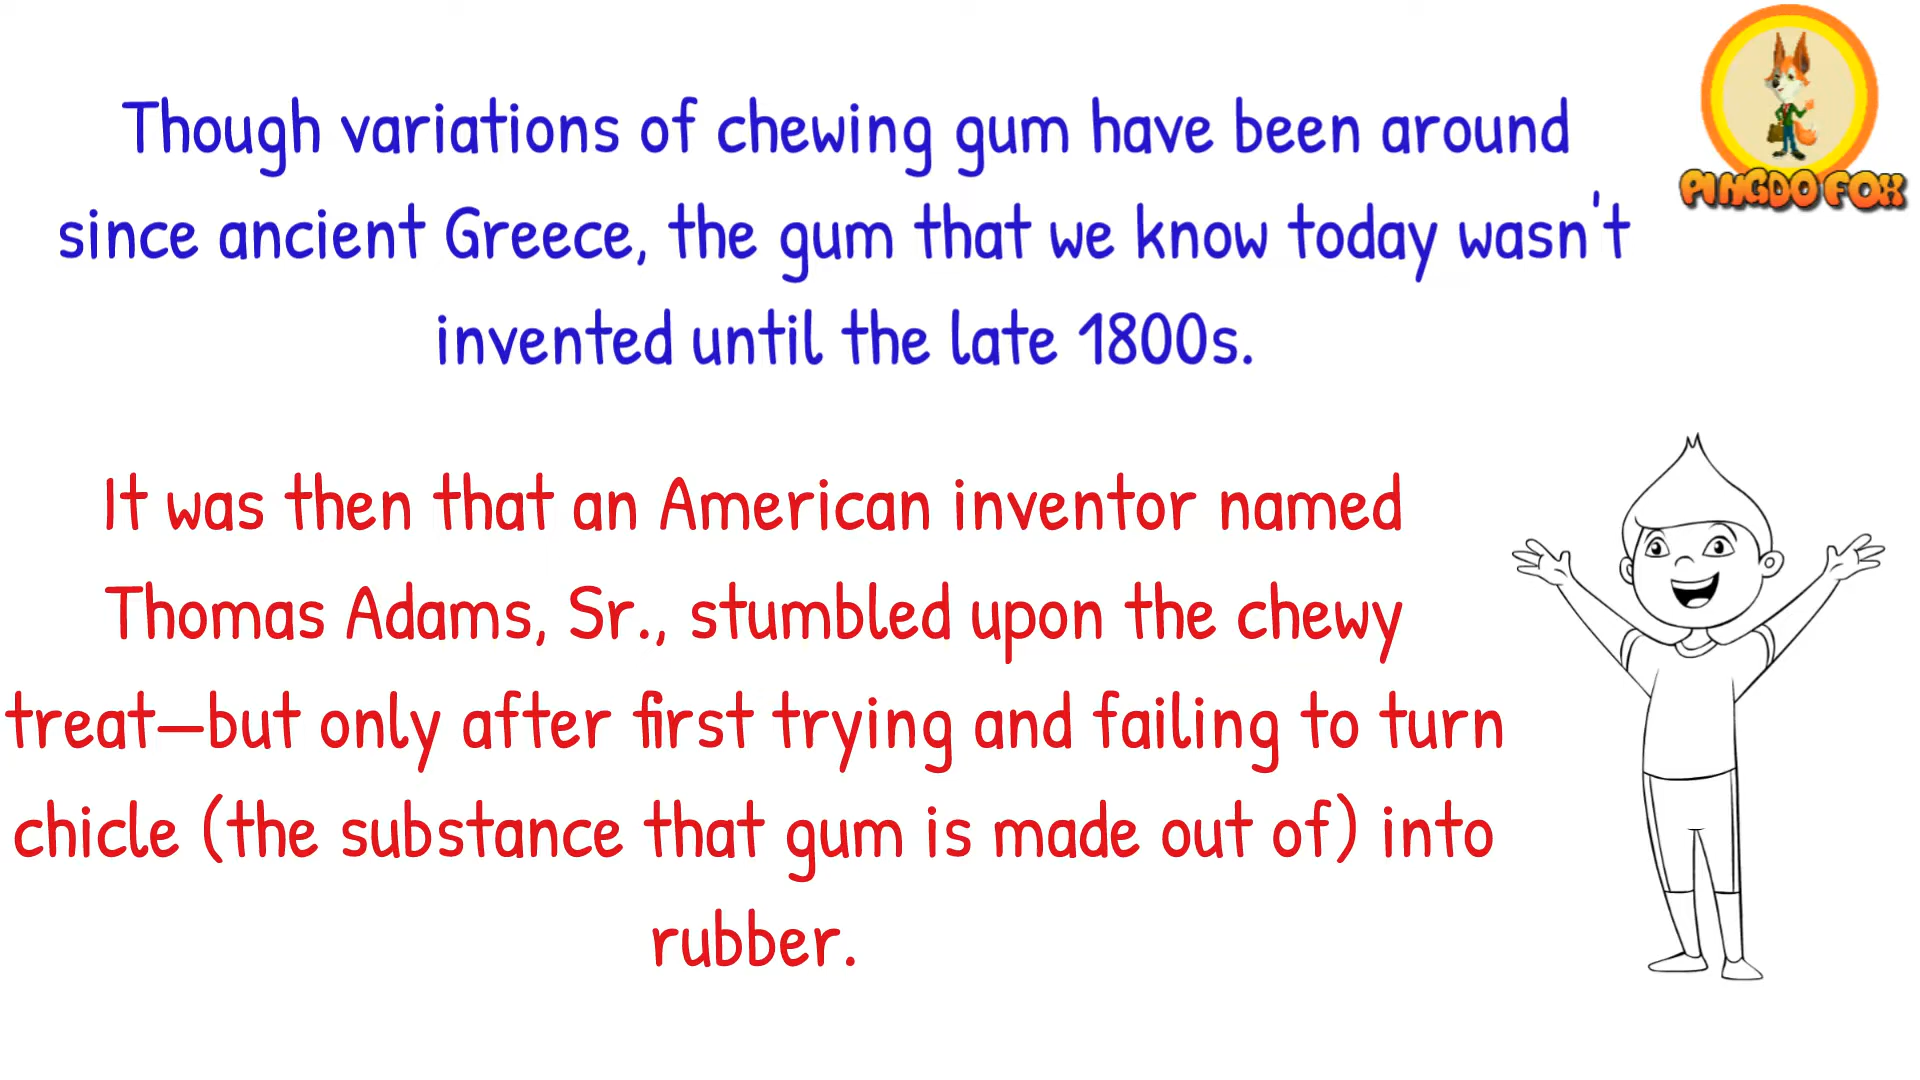 Though variations of chewing gum have been around
since ancient Greece, the gum that we know today wasn't
invented until the late 1800s.
PINGDO FOX
It was then that an American inventor named
Thomas Adams, Sr., stumbled upon the chewy
treat—but only after first trying and failing to turn
chicle (the substance that gum is made out of) into
rubber.